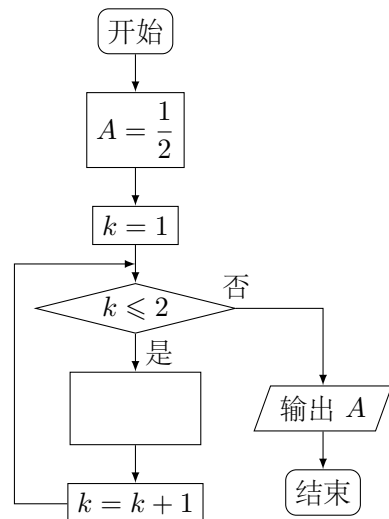 开始
A = 1/2
k = 1
k ⩽ 2
否
是
输出 A
k = k + 1
结束